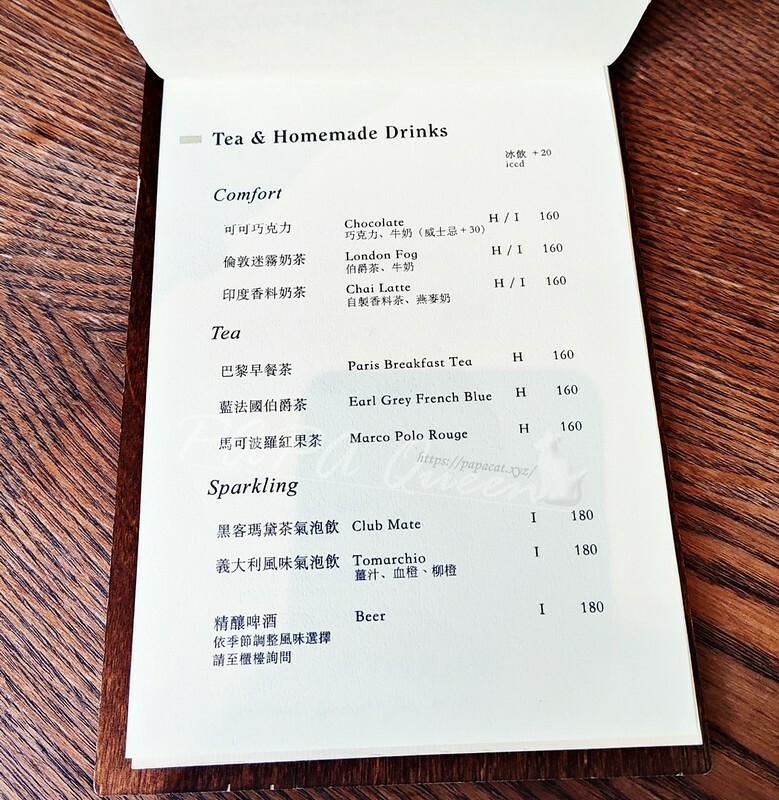 Tea & Homemade Drinks
冰飲 +20
iced
Comfort
可可巧克力 Chocolate H / I 160
巧克力、牛奶（威士忌+30）
倫敦迷霧奶茶 London Fog H / I 160
伯爵茶、牛奶
印度香料奶茶 Chai Latte H / I 160
自製香料茶、燕麥奶
Tea
巴黎早餐茶 Paris Breakfast Tea H 160
藍法國伯爵茶 Earl Grey French Blue H 160
馬可波羅紅果茶 Marco Polo Rouge H 160
https://papacat.xyz/
PAPA Queen
Sparkling
黑客瑪黛茶氣泡飲 Club Mate I 180
義大利風味氣泡飲 Tomarchio I 180
薑汁、血橙、柳橙
精釀啤酒 Beer I 180
依季節調整風味選擇
請至櫃檯詢問